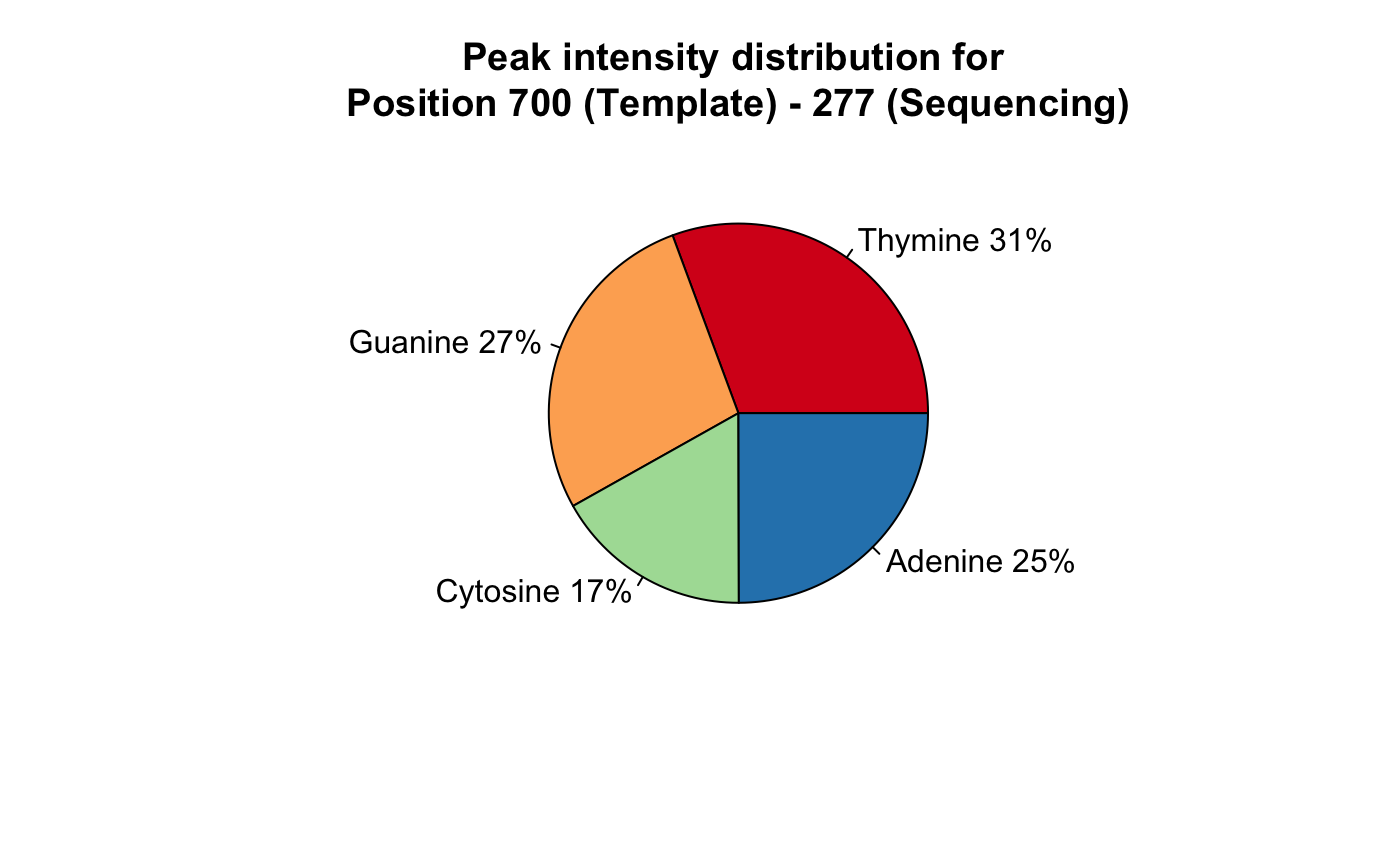 Peak intensity distribution for
Position 700 (Template) - 277 (Sequencing)
Thymine 31%
Guanine 27%
Adenine 25%
Cytosine 17%